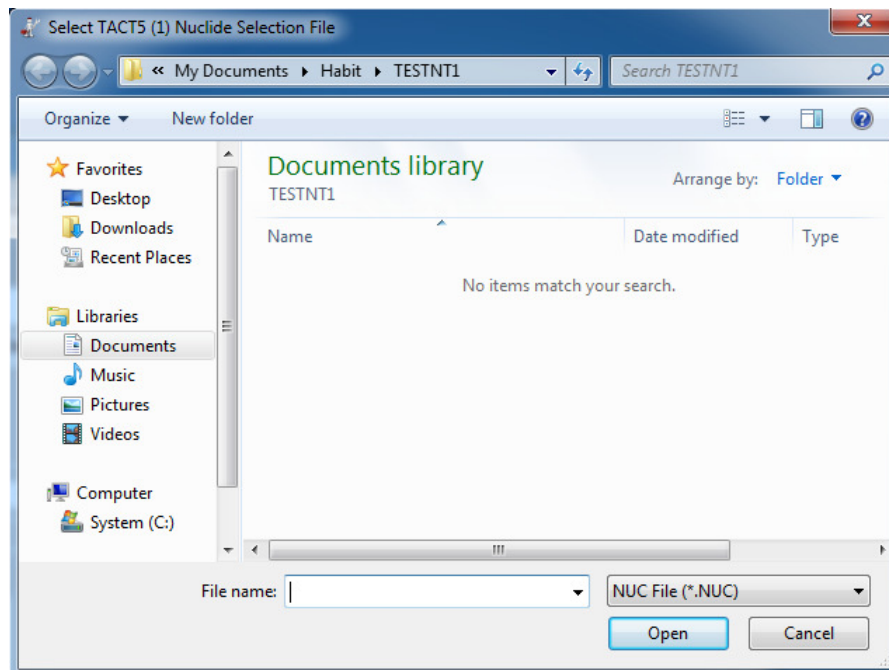 Select TACT5 (1) Nuclide Selection File
« My Documents Habit TESTNT1 Search TESTNT1
Organize New folder
Favorites
Desktop
Downloads
Recent Places
Libraries
Documents
Music
Pictures
Videos
Computer
System (C:)
Documents library
TESTNT1
Arrange by: Folder
Name Date modified Type
No items match your search.
File name: NUC File (*.NUC)
Open Cancel